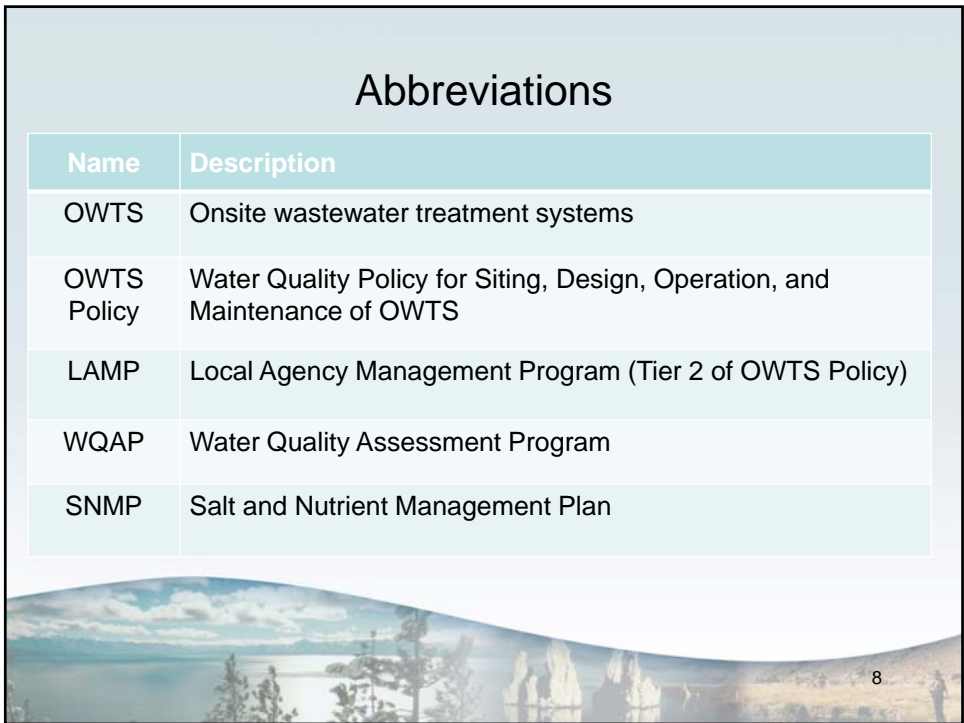 Abbreviations
Name Description
OWTS Onsite wastewater treatment systems
OWTS Policy Water Quality Policy for Siting, Design, Operation, and
Maintenance of OWTS
LAMP Local Agency Management Program (Tier 2 of OWTS Policy)
WQAP Water Quality Assessment Program
SNMP Salt and Nutrient Management Plan
8